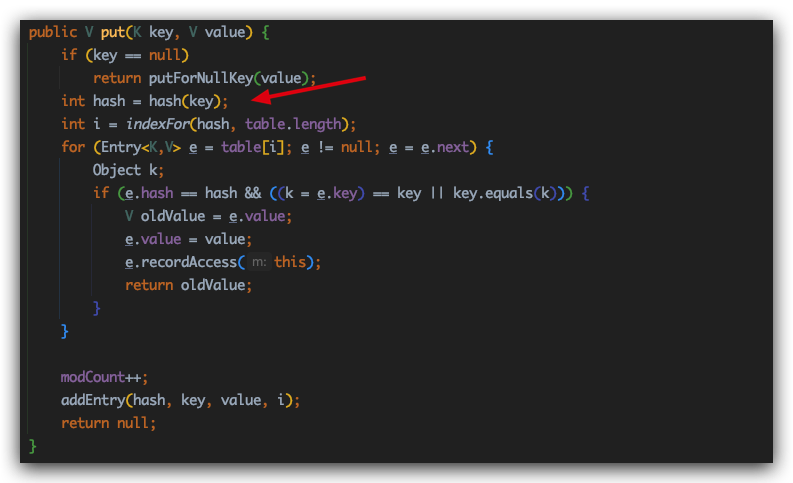 public V put(K key, V value) {
    if (key == null)
        return putForNullKey(value);
    int hash = hash(key);
    int i = indexFor(hash, table.length);
    for (Entry<K,V> e = table[i]; e != null; e = e.next) {
        Object k;
        if (e.hash == hash && ((k = e.key) == key || key.equals(k))) {
            V oldValue = e.value;
            e.value = value;
            e.recordAccess( m: this);
            return oldValue;
        }
    }

    modCount++;
    addEntry(hash, key, value, i);
    return null;
}